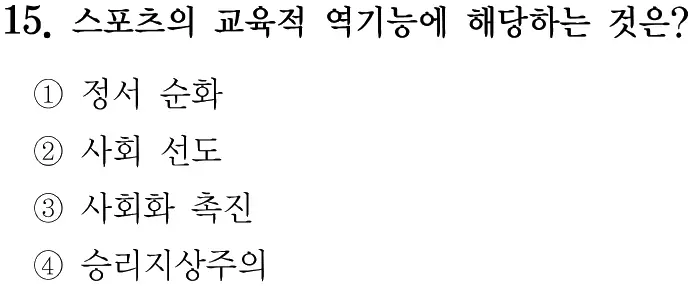 15. 스포츠의 교육적 역기능에 해당하는 것은?
① 정서 순화
② 사회 선도
③ 사회화 촉진
④ 승리지상주의